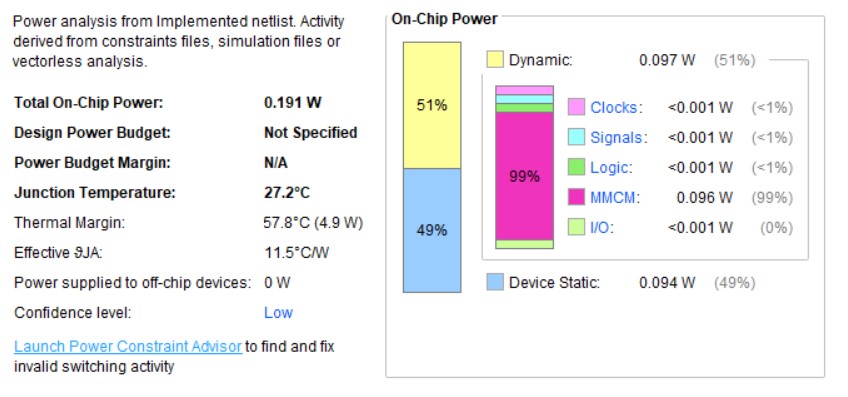 Power analysis from Implemented netlist. Activity
derived from constraints files, simulation files or
vectorless analysis.
Total On-Chip Power: 0.191 W
Design Power Budget: Not Specified
Power Budget Margin: N/A
Junction Temperature: 27.2°C
Thermal Margin: 57.8°C (4.9 W)
Effective ϑJA: 11.5°C/W
Power supplied to off-chip devices: 0 W
Confidence level: Low
Launch Power Constraint Advisor to find and fix
invalid switching activity
On-Chip Power
51%
49%
Dynamic: 0.097 W (51%)
99%
Clocks: <0.001 W (<1%)
Signals: <0.001 W (<1%)
Logic: <0.001 W (<1%)
MMCM: 0.096 W (99%)
I/O: <0.001 W (0%)
Device Static: 0.094 W (49%)